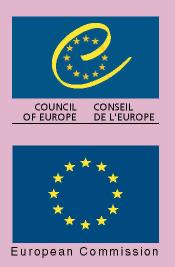 COUNCIL CONSEIL
OF EUROPE DE L'EUROPE
European Commission